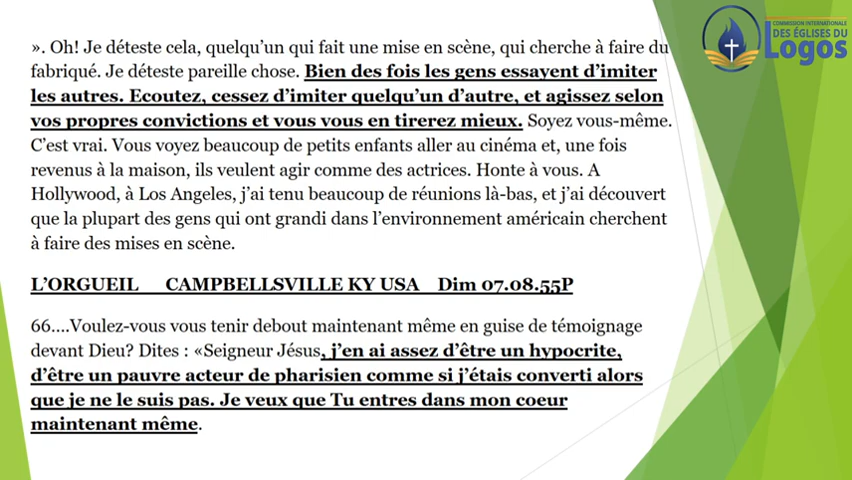 COMMISSION INTERNATIONALE
DES ÉGLISES DU
Logos
». Oh! Je déteste cela, quelqu'un qui fait une mise en scène, qui cherche à faire du
fabriqué. Je déteste pareille chose. Bien des fois les gens essayent d'imiter
les autres. Ecoutez, cessez d'imiter quelqu'un d'autre, et agissez selon
vos propres convictions et vous vous en tirerez mieux. Soyez vous-même.
C'est vrai. Vous voyez beaucoup de petits enfants aller au cinéma et, une fois
revenus à la maison, ils veulent agir comme des actrices. Honte à vous. A
Hollywood, à Los Angeles, j'ai tenu beaucoup de réunions là-bas, et j'ai découvert
que la plupart des gens qui ont grandi dans l'environnement américain cherchent
à faire des mises en scène.
L'ORGUEIL CAMPBELLSVILLE KY USA Dim 07.08.55P
66....Voulez-vous vous tenir debout maintenant même en guise de témoignage
devant Dieu? Dites : «Seigneur Jésus, j'en ai assez d'être un hypocrite,
d'être un pauvre acteur de pharisien comme si j'étais converti alors
que je ne le suis pas. Je veux que Tu entres dans mon coeur
maintenant même.